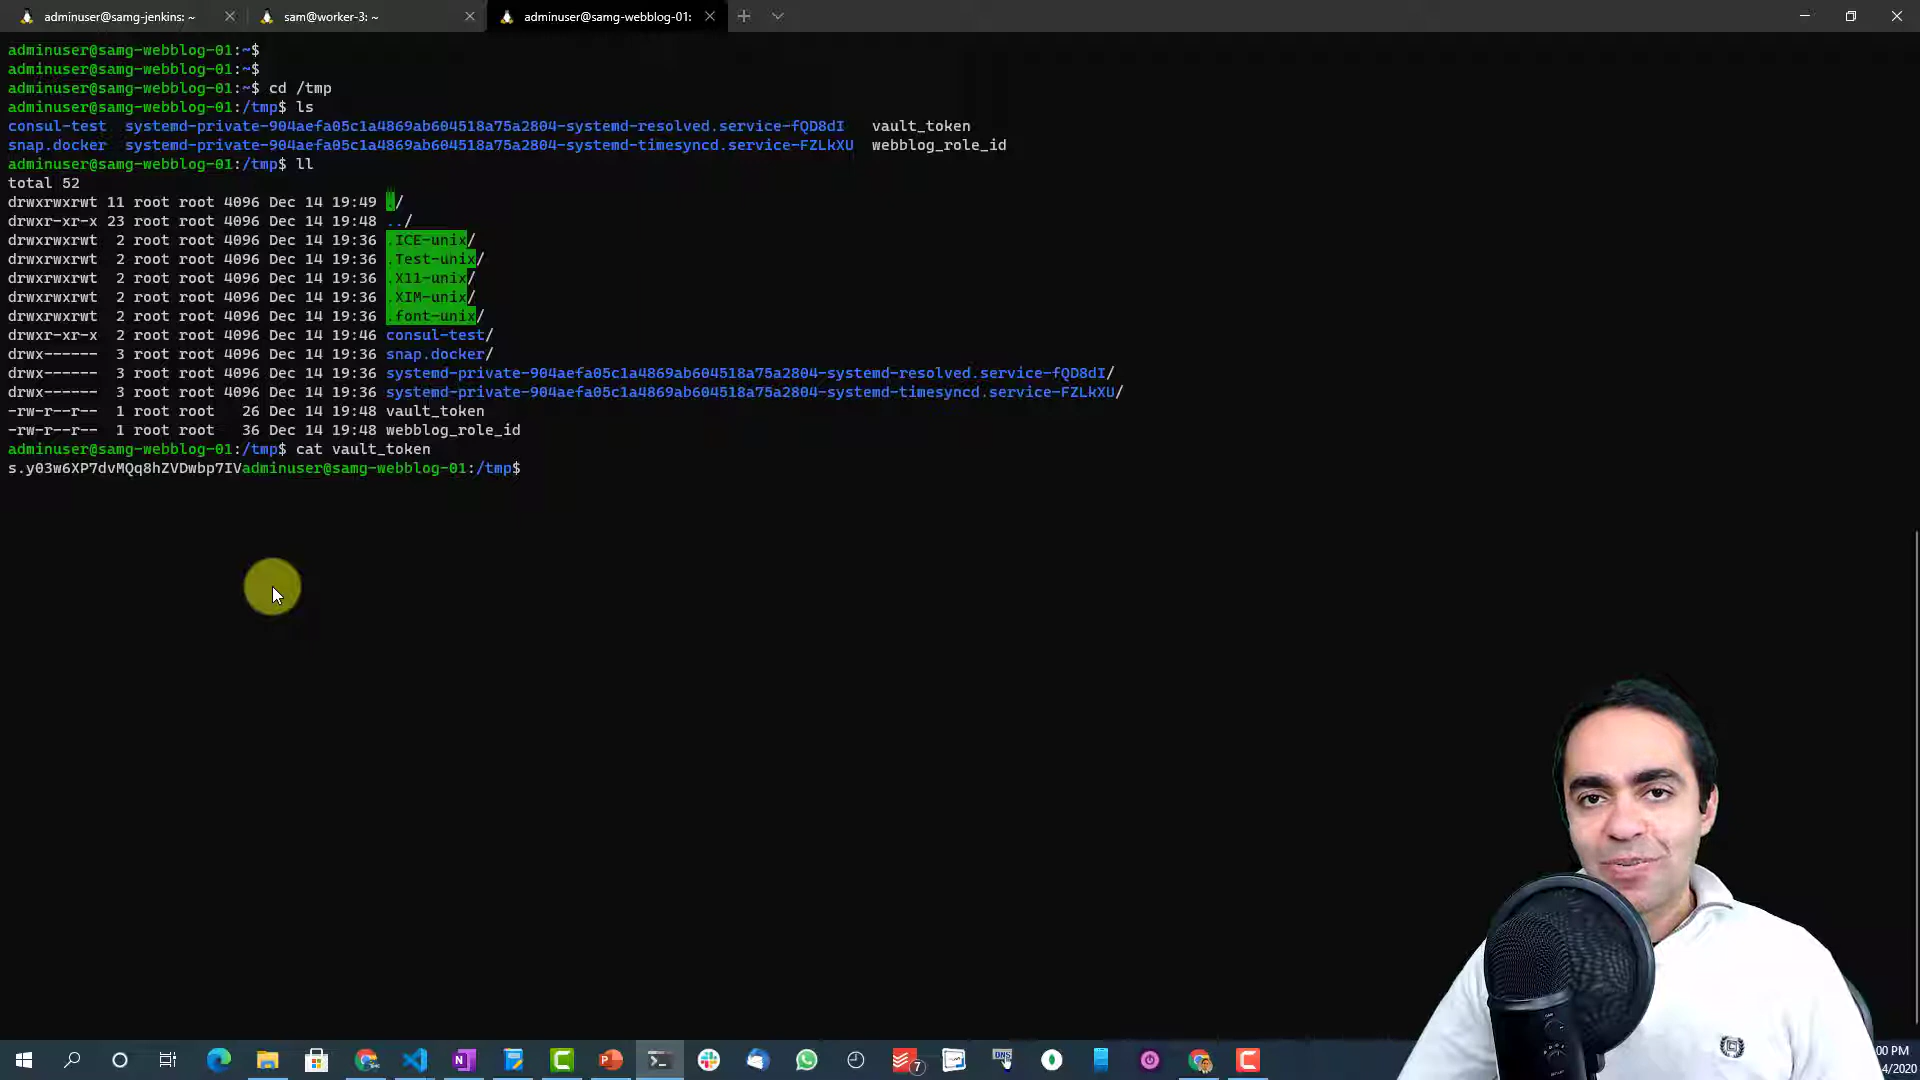 adminuser@samg-jenkins: ~
sam@worker-3: ~
adminuser@samg-webblog-01:
adminuser@samg-webblog-01:~$
adminuser@samg-webblog-01:~$
adminuser@samg-webblog-01:~$ cd /tmp
adminuser@samg-webblog-01:/tmp$ ls
consul-test systemd-private-904aefa05c1a4869ab604518a75a2804-systemd-resolved.service-fQD8dI vault_token
snap.docker systemd-private-904aefa05c1a4869ab604518a75a2804-systemd-timesyncd.service-FZLkXU webblog_role_id
adminuser@samg-webblog-01:/tmp$ ll
total 52
drwxrwxrwt 11 root root 4096 Dec 14 19:49 ./
drwxr-xr-x 23 root root 4096 Dec 14 19:48 ../
drwxrwxrwt 2 root root 4096 Dec 14 19:36 .ICE-unix/
drwxrwxrwt 2 root root 4096 Dec 14 19:36 .Test-unix/
drwxrwxrwt 2 root root 4096 Dec 14 19:36 .X11-unix/
drwxrwxrwt 2 root root 4096 Dec 14 19:36 .XIM-unix/
drwxrwxrwt 2 root root 4096 Dec 14 19:36 .font-unix/
drwxr-xr-x 2 root root 4096 Dec 14 19:46 consul-test/
drwx------ 3 root root 4096 Dec 14 19:36 snap.docker/
drwx------ 3 root root 4096 Dec 14 19:36 systemd-private-904aefa05c1a4869ab604518a75a2804-systemd-resolved.service-fQD8dI/
drwx------ 3 root root 4096 Dec 14 19:36 systemd-private-904aefa05c1a4869ab604518a75a2804-systemd-timesyncd.service-FZLkXU/
-rw-r--r-- 1 root root 26 Dec 14 19:48 vault_token
-rw-r--r-- 1 root root 36 Dec 14 19:48 webblog_role_id
adminuser@samg-webblog-01:/tmp$ cat vault_token
s.y03w6XP7dvMQq8hZVDwbp7IVadminuser@samg-webblog-01:/tmp$
7
DNS
:00 PM
4/2020